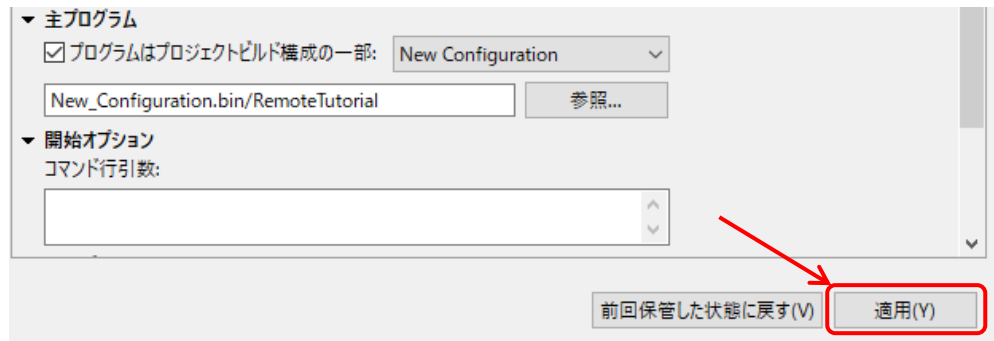 主プログラム
プログラムはプロジェクトビルド構成の一部: New Configuration
New_Configuration.bin/RemoteTutorial 参照...
開始オプション
コマンド行引数:
前回保管した状態に戻す(V) 適用(Y)